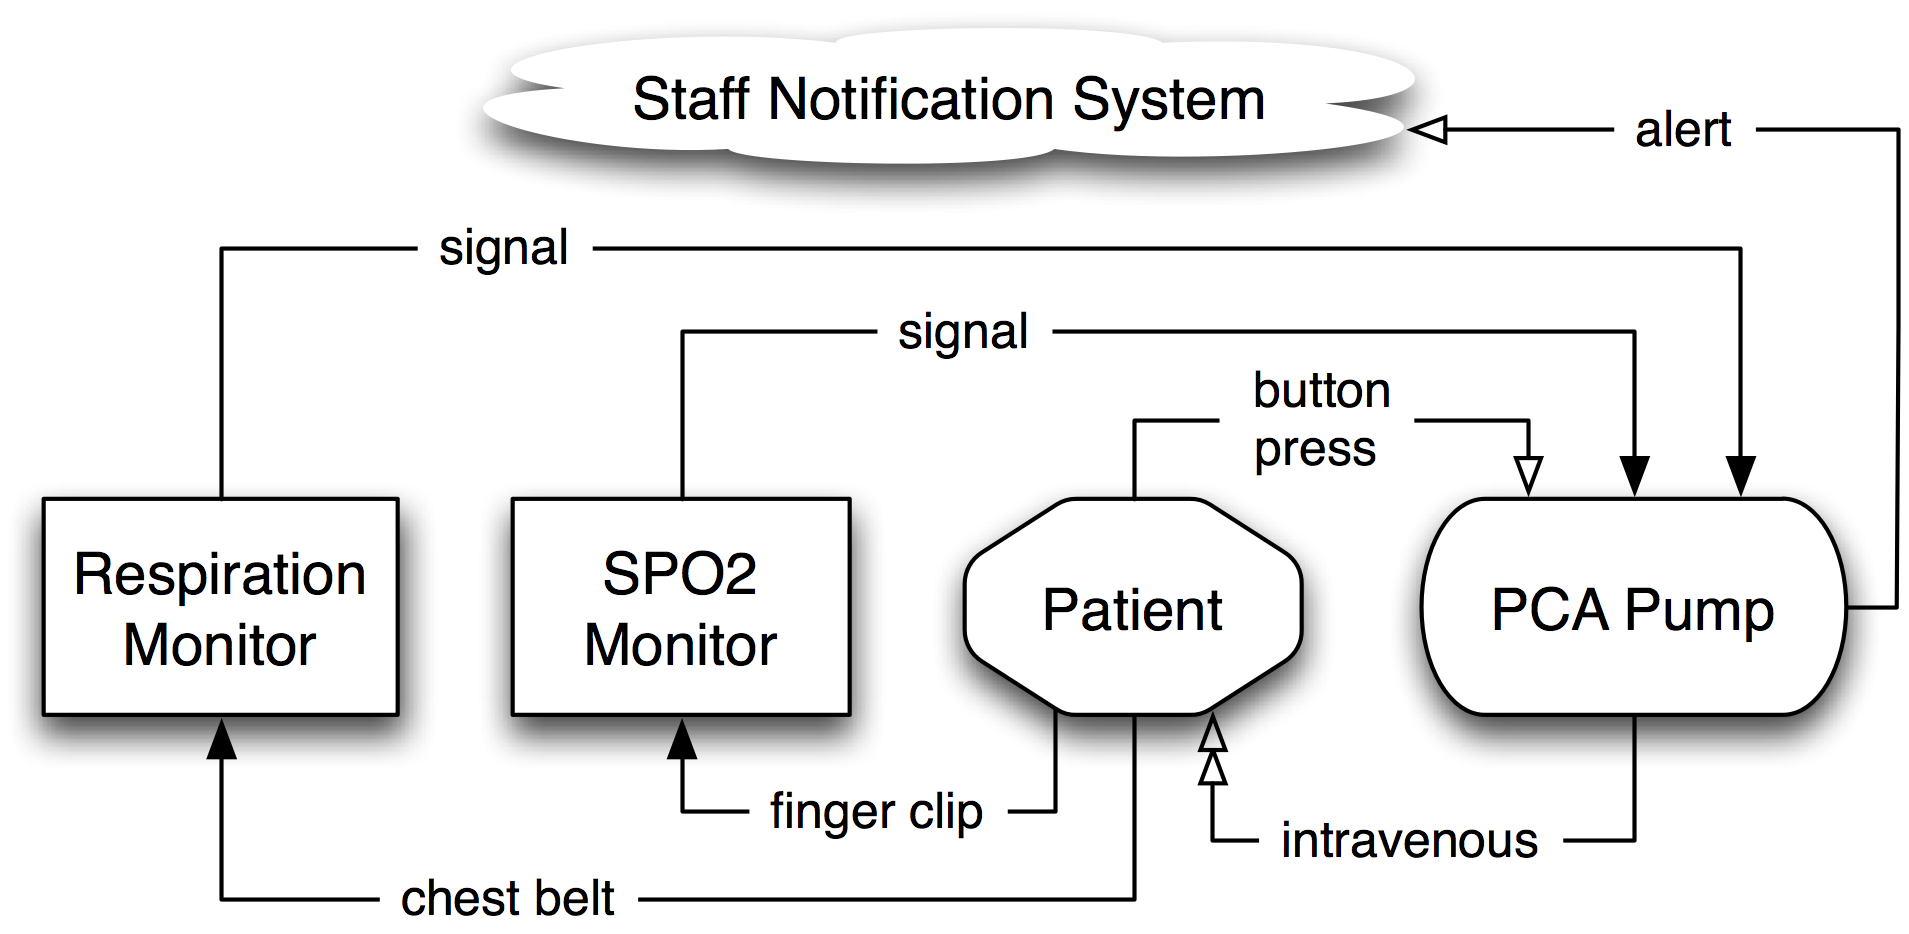 Staff Notification System
alert
signal
signal
button
press
Respiration
Monitor
SPO2
Monitor
Patient
PCA Pump
finger clip
intravenous
chest belt